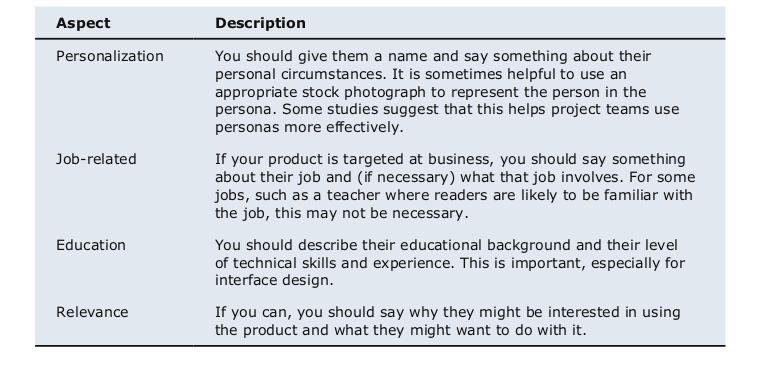 Aspect Description
Personalization You should give them a name and say something about their
personal circumstances. It is sometimes helpful to use an
appropriate stock photograph to represent the person in the
persona. Some studies suggest that this helps project teams use
personas more effectively.
Job-related If your product is targeted at business, you should say something
about their job and (if necessary) what that job involves. For some
jobs, such as a teacher where readers are likely to be familiar with
the job, this may not be necessary.
Education You should describe their educational background and their level
of technical skills and experience. This is important, especially for
interface design.
Relevance If you can, you should say why they might be interested in using
the product and what they might want to do with it.